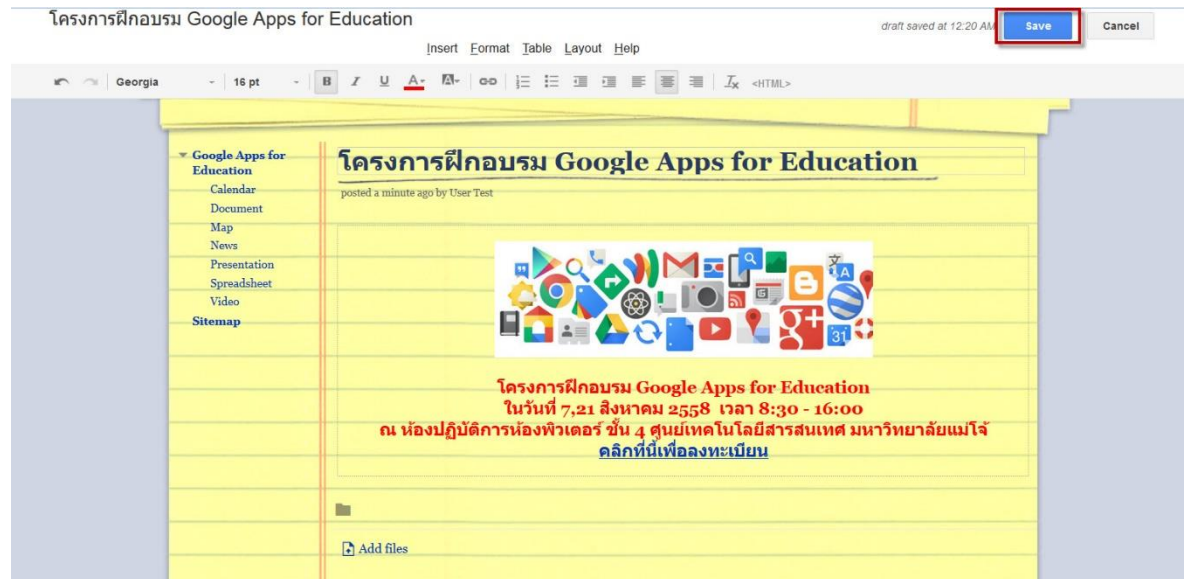 โครงการฝึกอบรม Google Apps for Education
draft saved at 12:20 AM
Save
Cancel
Insert Format Table Layout Help
Georgia
16 pt
B I U A A <HTML>
Google Apps for
Education
Calendar
Document
Map
News
Presentation
Spreadsheet
Video
Sitemap
โครงการฝึกอบรม Google Apps for Education
posted a minute ago by User Test
โครงการฝึกอบรม Google Apps for Education
ในวันที่ 7,21 สิงหาคม 2558 เวลา 8:30 - 16:00
ณ ห้องปฏิบัติการห้องพิวเตอร์ ชั้น 4 ศูนย์เทคโนโลยีสารสนเทศ มหาวิทยาลัยแม่โจ้
คลิกที่นี่เพื่อลงทะเบียน
Add files